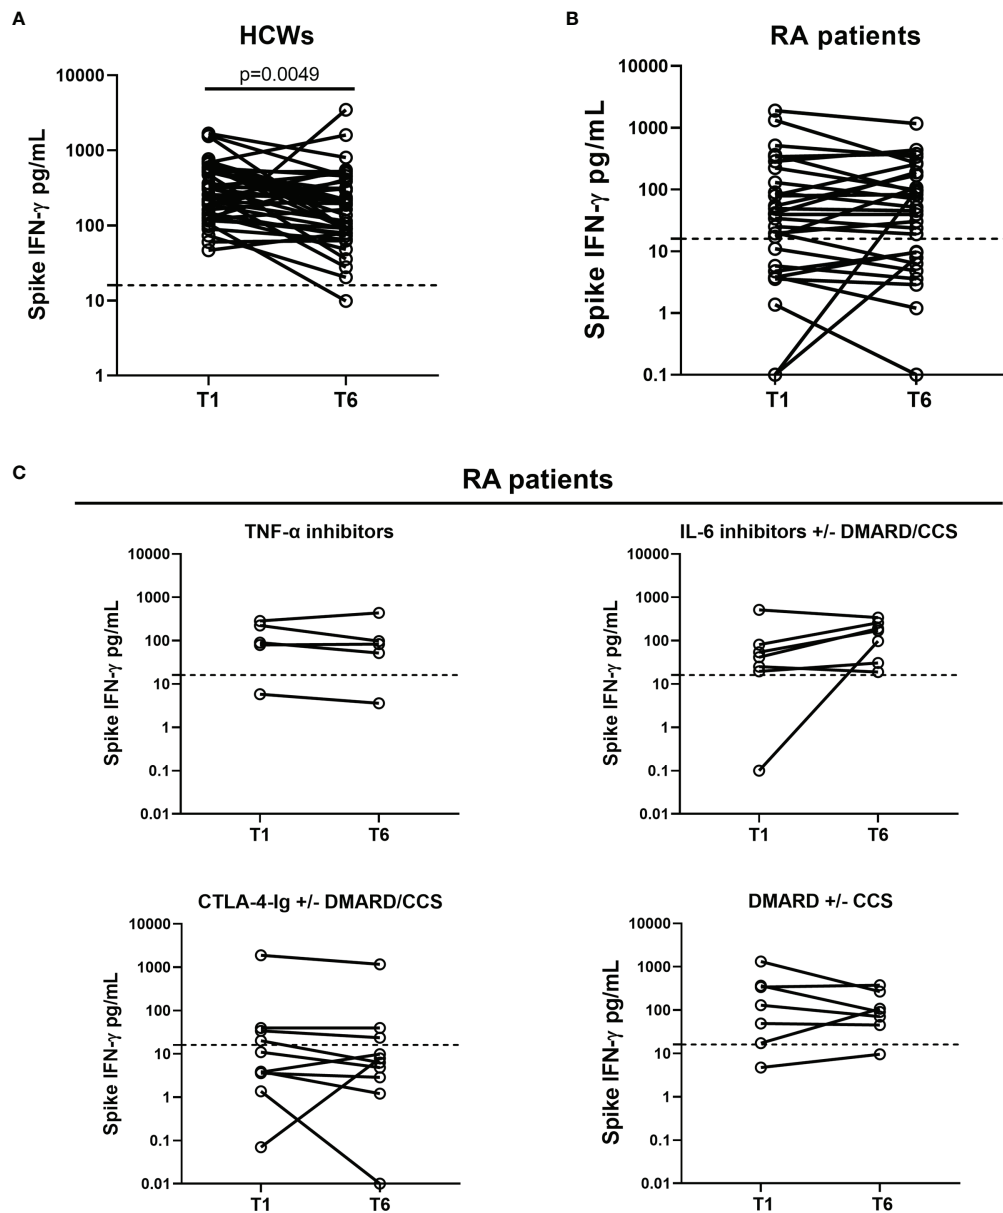 A
HCWs
p=0.0049
Spike IFN-γ pg/mL
10000
1000
100
10
1
T1 T6
B
RA patients
Spike IFN-γ pg/mL
10000
1000
100
10
1
0.1
T1 T6
C
RA patients
TNF-α inhibitors
Spike IFN-γ pg/mL
10000
1000
100
10
1
0.1
0.01
T1 T6
IL-6 inhibitors +/- DMARD/CCS
Spike IFN-γ pg/mL
10000
1000
100
10
1
0.1
0.01
T1 T6
CTLA-4-Ig +/- DMARD/CCS
Spike IFN-γ pg/mL
10000
1000
100
10
1
0.1
0.01
T1 T6
DMARD +/- CCS
Spike IFN-γ pg/mL
10000
1000
100
10
1
0.1
0.01
T1 T6